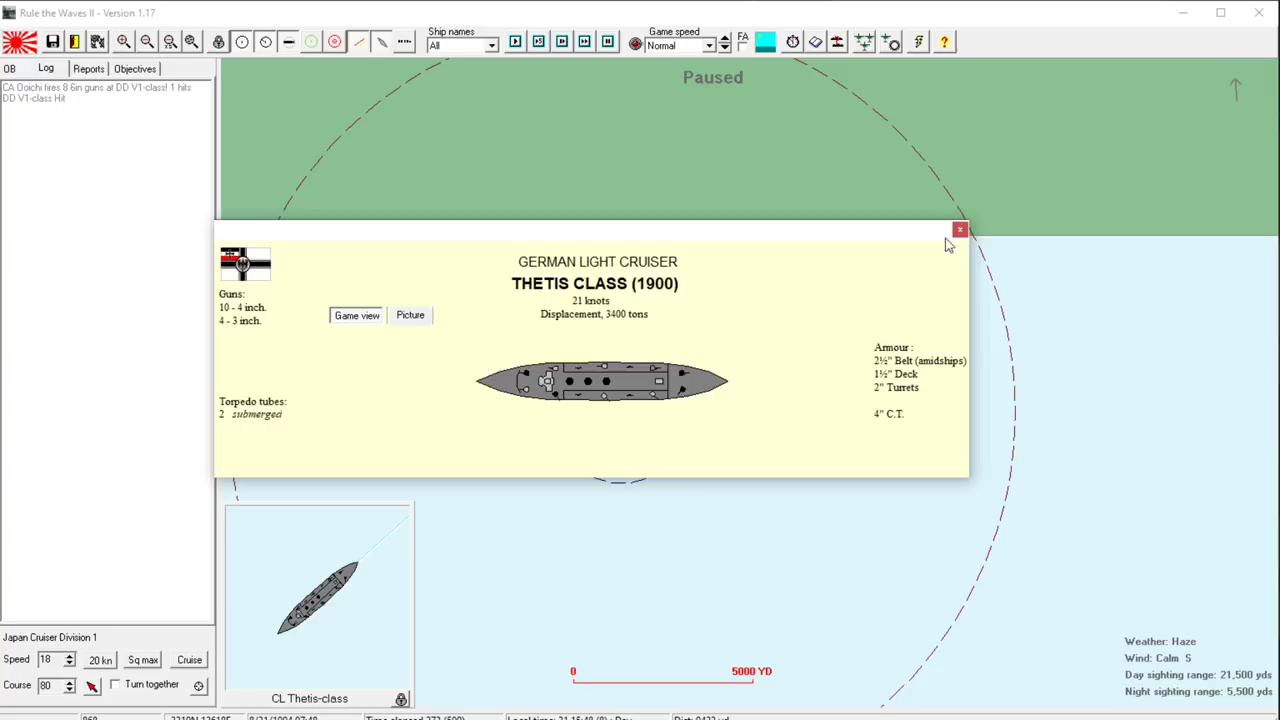 Rule the Waves II - Version 1.17
Ship names
All
Game speed
Normal
FA
OB
Log
Reports
Objectives
CA Ooichi fires 8 6in guns at DD V1-class! 1 hits
DD V1-class Hit
Paused
GERMAN LIGHT CRUISER
THETIS CLASS (1900)
21 knots
Displacement, 3400 tons
Guns:
10 - 4 inch.
4 - 3 inch.
Game view
Picture
Armour :
2½" Belt (amidships)
1½" Deck
2" Turrets
4" C.T.
Torpedo tubes:
2 submerged
Japan Cruiser Division 1
Speed 18 20 kn Sq max Cruise
Course 80 Turn together
CL Thetis-class
0 5000 YD
Weather: Haze
Wind: Calm S
Day sighting range: 21,500 yds
Night sighting range: 5,500 yds